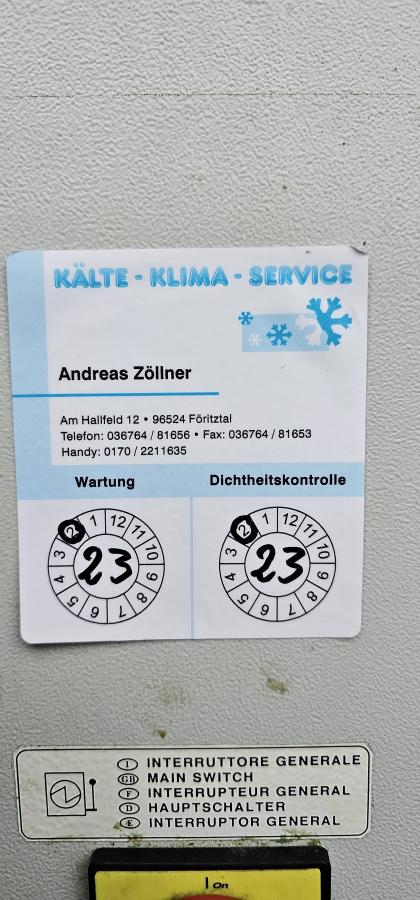 KÄLTE - KLIMA - SERVICE
Andreas Zöllner
Am Hallfeld 12 • 96524 Föritztal
Telefon: 036764 / 81656 • Fax: 036764 / 81653
Handy: 0170 / 2211635
Wartung
Dichtheitskontrolle
1 12 11 10 9 8 7 6 5 4 3 2
23
1 12 11 10 9 8 7 6 5 4 3 2
23
I INTERRUTTORE GENERALE
GB MAIN SWITCH
F INTERRUPTEUR GENERAL
D HAUPTSCHALTER
E INTERRUPTOR GENERAL
I On